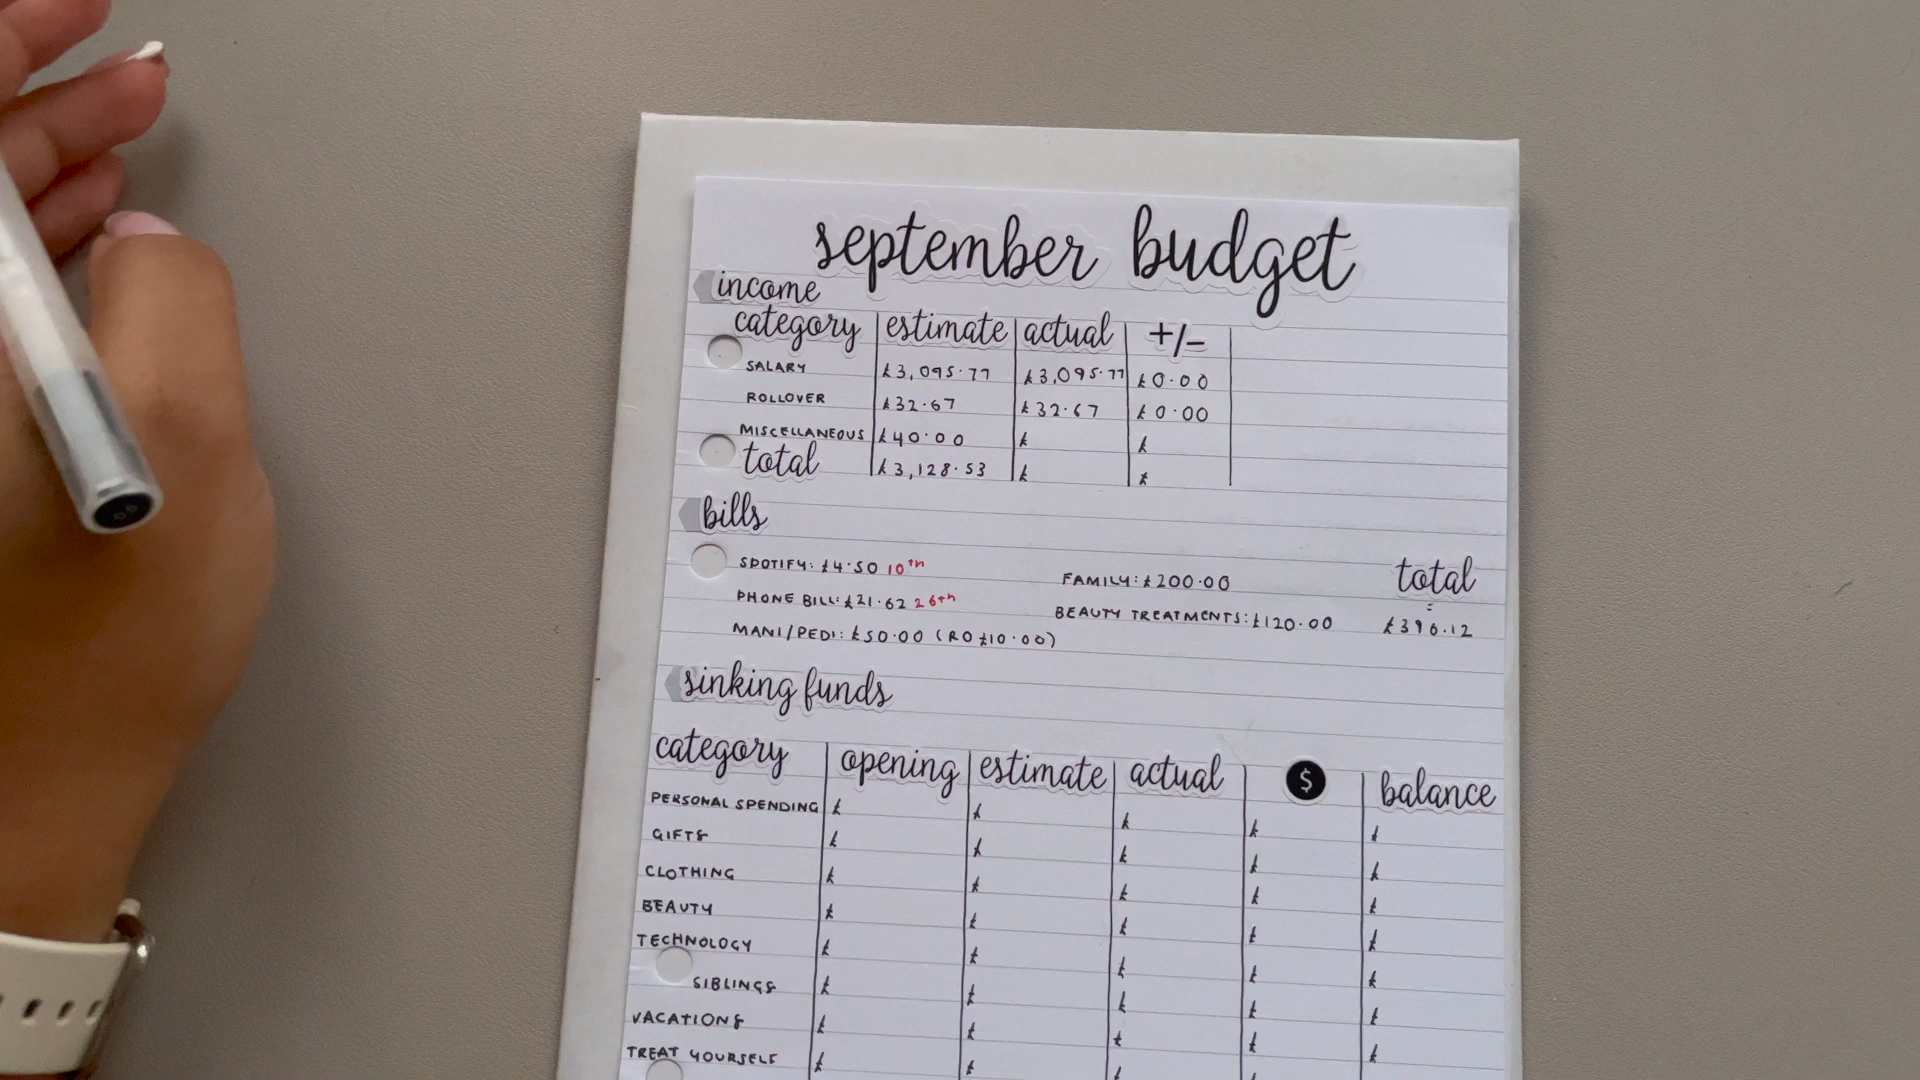 september budget
income
category estimate actual +/-
SALARY £3,095.77 £3,095.77 £0.00
ROLLOVER £32.67 £32.67 £0.00
MISCELLANEOUS £40.00 £ £
total £3,128.53 £ £
bills
SPOTIFY: £4.50 10th FAMILY: £200.00 total
PHONE BILL: £21.62 26th BEAUTY TREATMENTS: £120.00 = £396.12
MANI/PEDI: £50.00 (RO £10.00)
sinking funds
category opening estimate actual $ balance
PERSONAL SPENDING £ £ £ £ £
GIFTS £ £ £ £ £
CLOTHING £ £ £ £ £
BEAUTY £ £ £ £ £
TECHNOLOGY £ £ £ £ £
SIBLINGS £ £ £ £ £
VACATIONS £ £ £ £ £
TREAT YOURSELF £ £ £ £ £